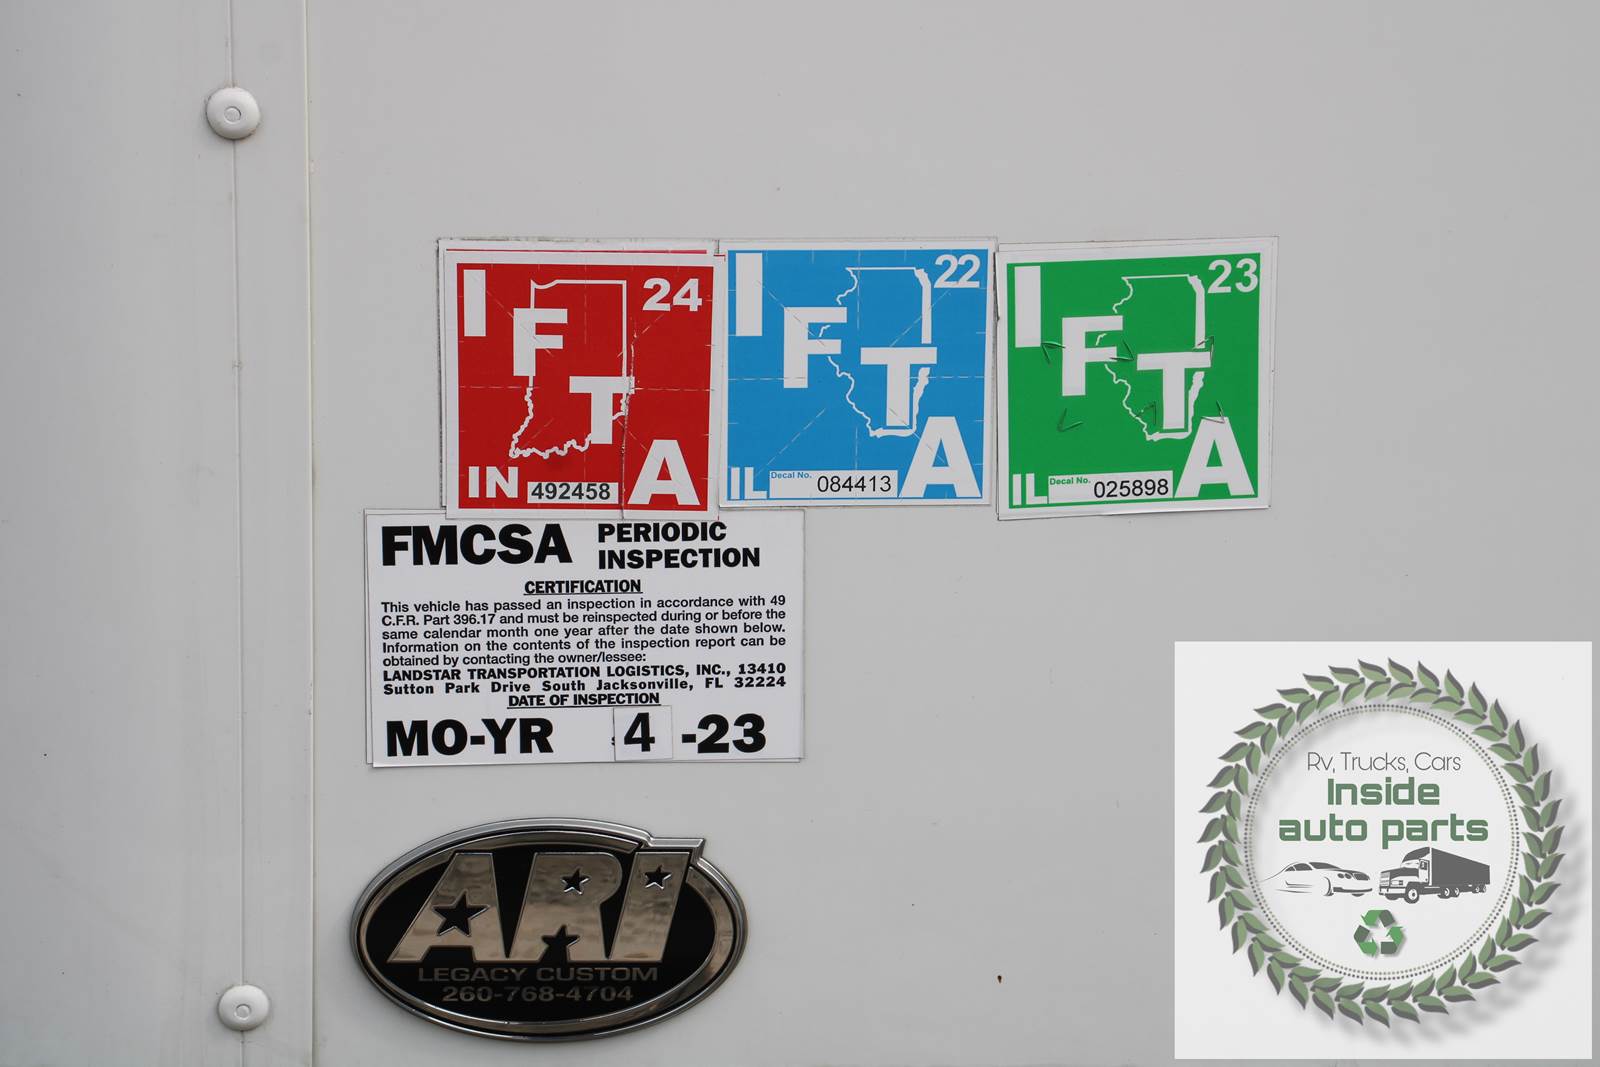 IFTA
24
IN
492458
IFTA
22
IL
Decal No.
084413
IFTA
23
IL
Decal No.
025898
FMCSA
PERIODIC
INSPECTION
CERTIFICATION
This vehicle has passed an inspection in accordance with 49
C.F.R. Part 396.17 and must be reinspected during or before the
same calendar month one year after the date shown below.
Information on the contents of the inspection report can be
obtained by contacting the owner/lessee:
LANDSTAR TRANSPORTATION LOGISTICS, INC., 13410
Sutton Park Drive South Jacksonville, FL 32224
DATE OF INSPECTION
MO-YR 4 -23
ARI
LEGACY CUSTOM
260-768-4704
Rv, Trucks, Cars
Inside
auto parts